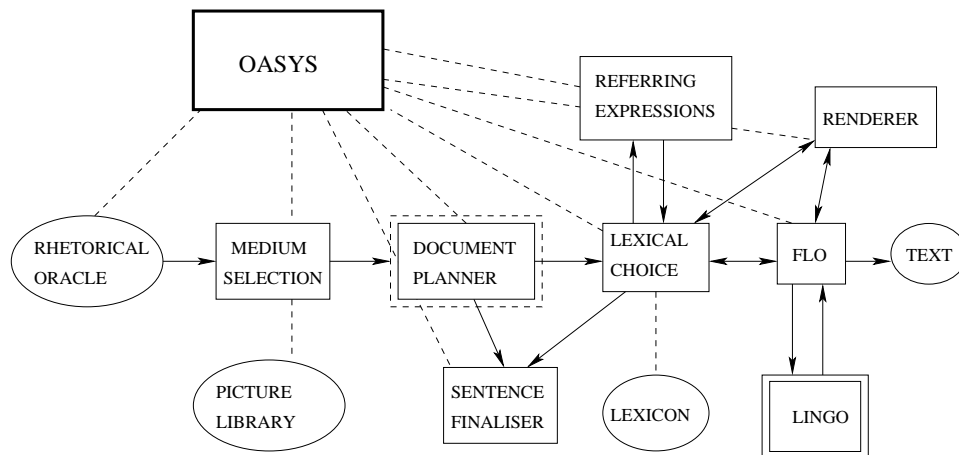 OASYS
REFERRING
EXPRESSIONS
RENDERER
RHETORICAL
ORACLE
MEDIUM
SELECTION
DOCUMENT
PLANNER
LEXICAL
CHOICE
FLO
TEXT
PICTURE
LIBRARY
SENTENCE
FINALISER
LEXICON
LINGO